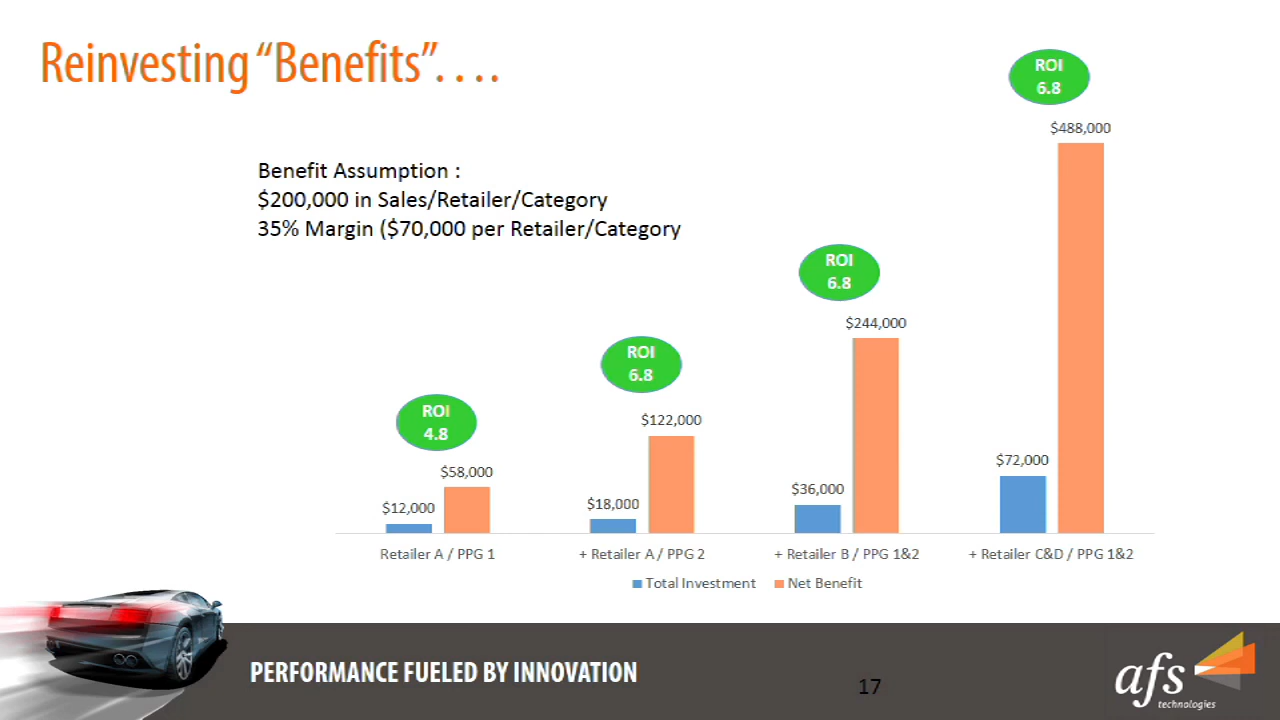 Reinvesting “Benefits”. . . .
Benefit Assumption :
$200,000 in Sales/Retailer/Category
35% Margin ($70,000 per Retailer/Category
ROI
4.8
ROI
6.8
ROI
6.8
ROI
6.8
$12,000
$58,000
$18,000
$122,000
$36,000
$244,000
$72,000
$488,000
Retailer A / PPG 1
+ Retailer A / PPG 2
+ Retailer B / PPG 1&2
+ Retailer C&D / PPG 1&2
Total Investment
Net Benefit
PERFORMANCE FUELED BY INNOVATION
17
afs
technologies